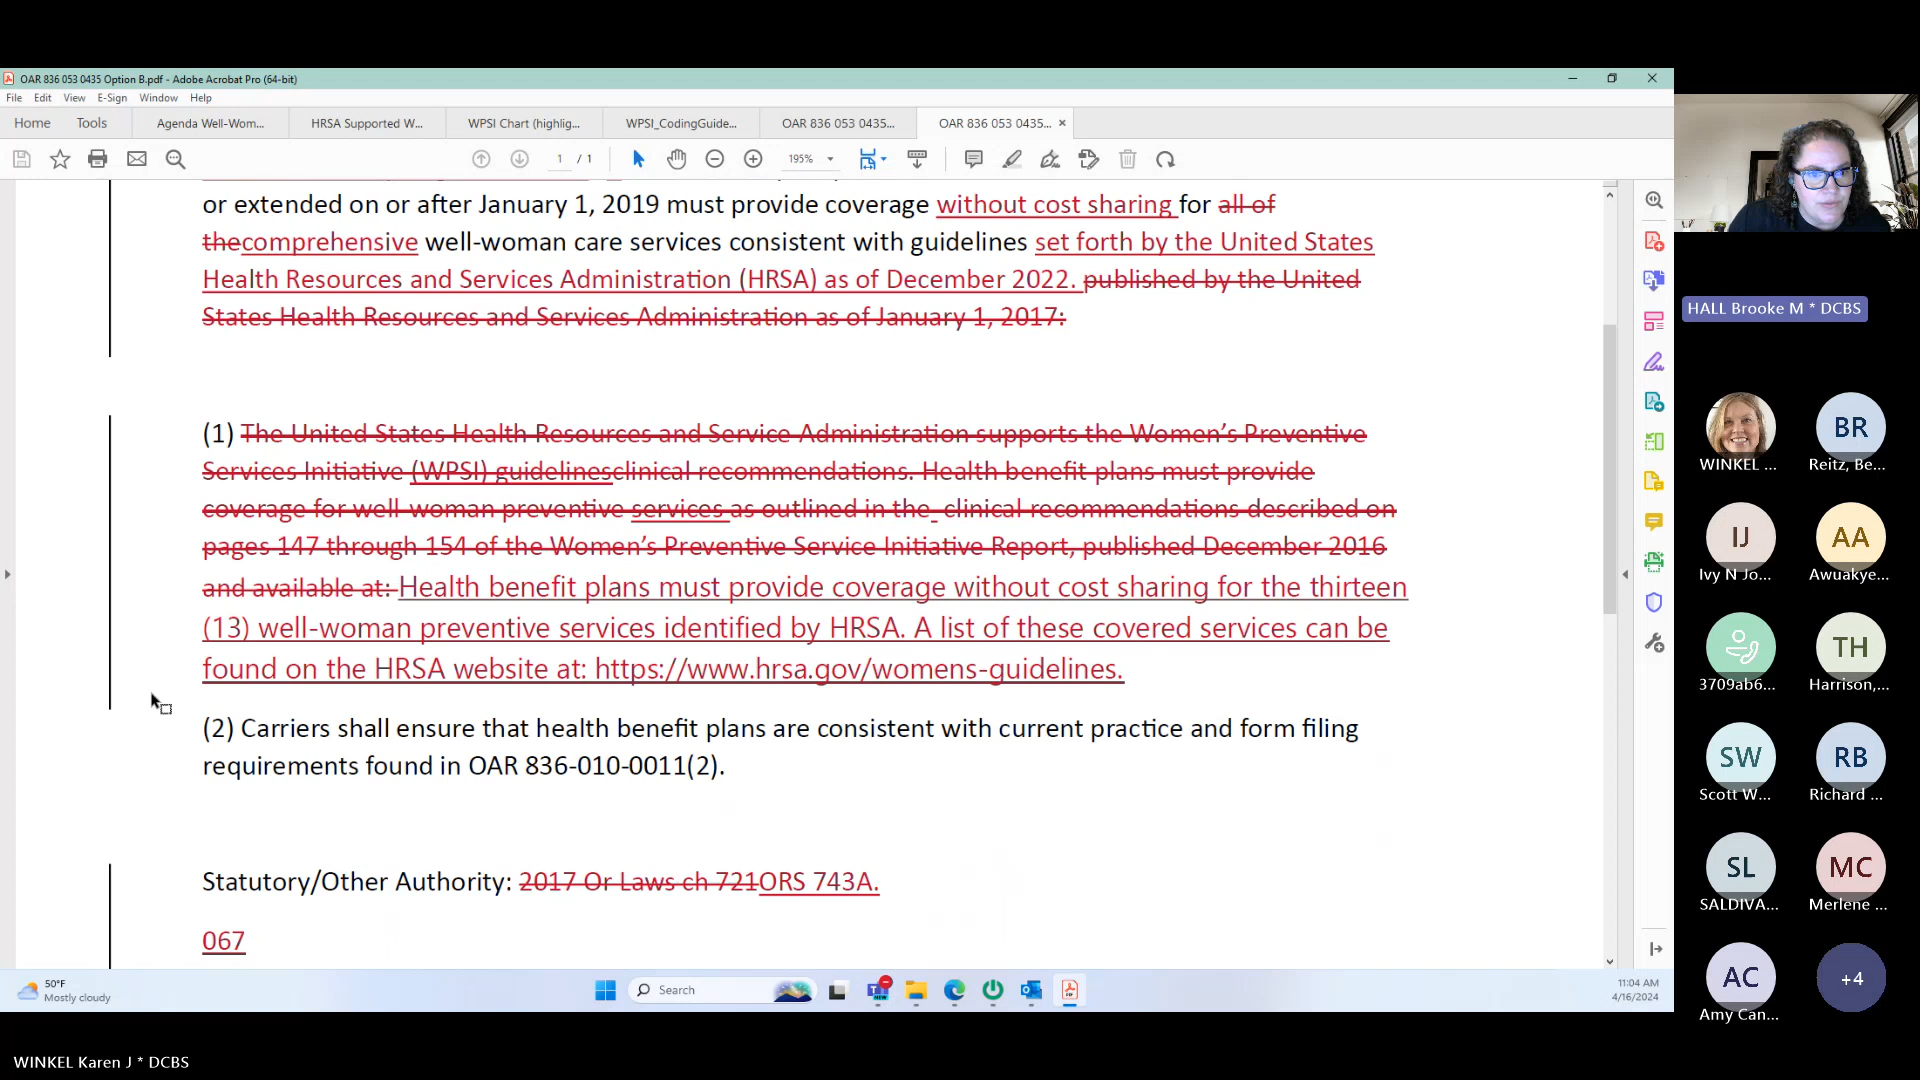 OAR 836 053 0435 Option B.pdf - Adobe Acrobat Pro (64-bit)
File Edit View E-Sign Window Help
Home Tools Agenda Well-Wom... HRSA Supported W... WPSI Chart (highlig... WPSI_CodingGuide... OAR 836 053 0435... OAR 836 053 0435... ×
1 / 1 195%
or extended on or after January 1, 2019 must provide coverage without cost sharing for all of
thecomprehensive well-woman care services consistent with guidelines set forth by the United States
Health Resources and Services Administration (HRSA) as of December 2022. published by the United
States Health Resources and Services Administration as of January 1, 2017:
(1) The United States Health Resources and Service Administration supports the Women's Preventive
Services Initiative (WPSI) guidelinesclinical recommendations. Health benefit plans must provide
coverage for well-woman preventive services as outlined in the clinical recommendations described on
pages 147 through 154 of the Women's Preventive Service Initiative Report, published December 2016
and available at: Health benefit plans must provide coverage without cost sharing for the thirteen
(13) well-woman preventive services identified by HRSA. A list of these covered services can be
found on the HRSA website at: https://www.hrsa.gov/womens-guidelines.
(2) Carriers shall ensure that health benefit plans are consistent with current practice and form filing
requirements found in OAR 836-010-0011(2).
Statutory/Other Authority: 2017 Or Laws ch 721ORS 743A.
067
50°F
Mostly cloudy
Search
NEW
11:04 AM
4/16/2024
HALL Brooke M * DCBS
WINKEL ...
BR
Reitz, Be...
IJ
Ivy N Jo...
AA
Awuakye...
3709ab6...
TH
Harrison,...
SW
Scott W...
RB
Richard ...
SL
SALDIVA...
MC
Merlene ...
AC
Amy Can...
+4
WINKEL Karen J * DCBS